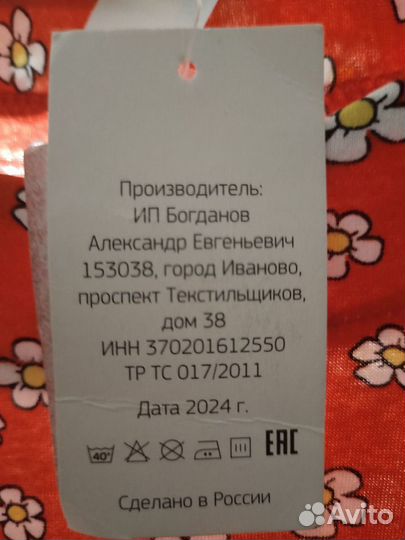 Производитель:
ИП Богданов
Александр Евгеньевич
153038, город Иваново,
проспект Текстильщиков,
дом 38
ИНН 370201612550
ТР ТС 017/2011
Дата 2024 г.
40° EAC
Сделано в России
Avito